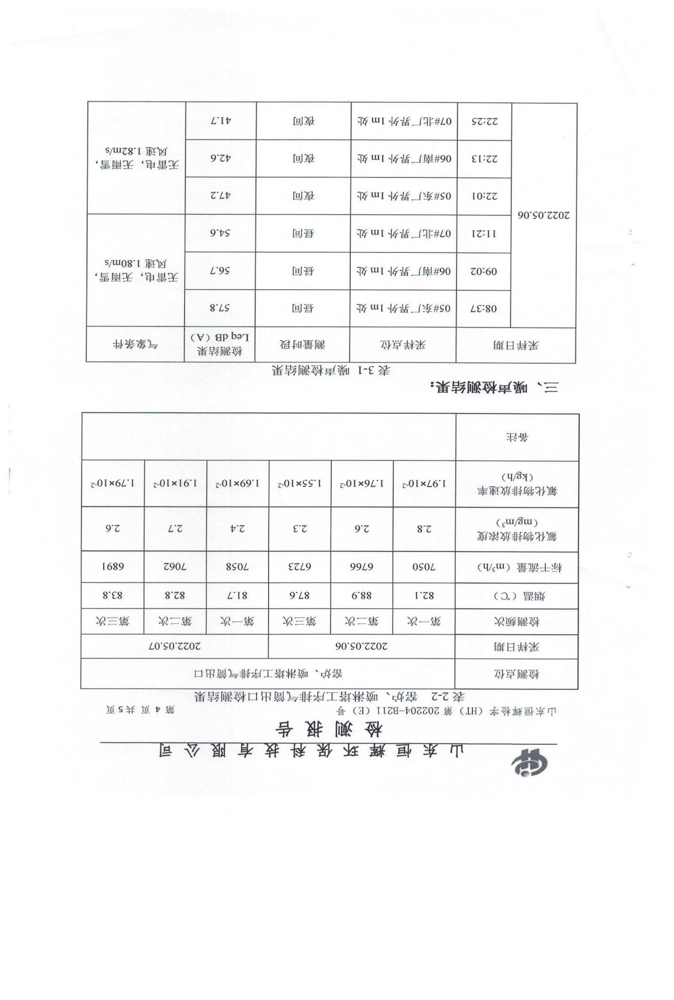 山东恒辉环保科技有限公司
检测报告
山东恒辉检字（HT）第 202204-B211（E）号 第 4 页 共 5 页
表 2-2 窑炉、喷淋塔工序排气筒出口检测结果
检测点位 窑炉、喷淋塔工序排气筒出口
采样日期 2022.05.06 2022.05.07
检测频次 第一次 第二次 第三次 第一次 第二次 第三次
烟温（℃） 82.1 88.9 87.6 81.7 82.8 83.8
标干流量（m³/h） 7050 6766 6723 7058 7062 6891
氟化物排放浓度
（mg/m³） 2.8 2.6 2.3 2.4 2.7 2.6
氟化物排放速率
（kg/h） 1.97×10⁻² 1.76×10⁻² 1.55×10⁻² 1.69×10⁻² 1.91×10⁻² 1.79×10⁻²
备注
三、噪声检测结果：
表 3-1 噪声检测结果
采样日期 采样点位 测量时段 检测结果
Leq dB（A） 气象条件
2022.05.06
08:37 05#东厂界外 1m 处 昼间 57.8
09:02 06#南厂界外 1m 处 昼间 56.7
11:21 07#北厂界外 1m 处 昼间 54.6
无雷电，无雨雪，
风速 1.80m/s
22:01 05#东厂界外 1m 处 夜间 47.2
22:13 06#南厂界外 1m 处 夜间 42.6
22:25 07#北厂界外 1m 处 夜间 41.7
无雷电，无雨雪，
风速 1.82m/s